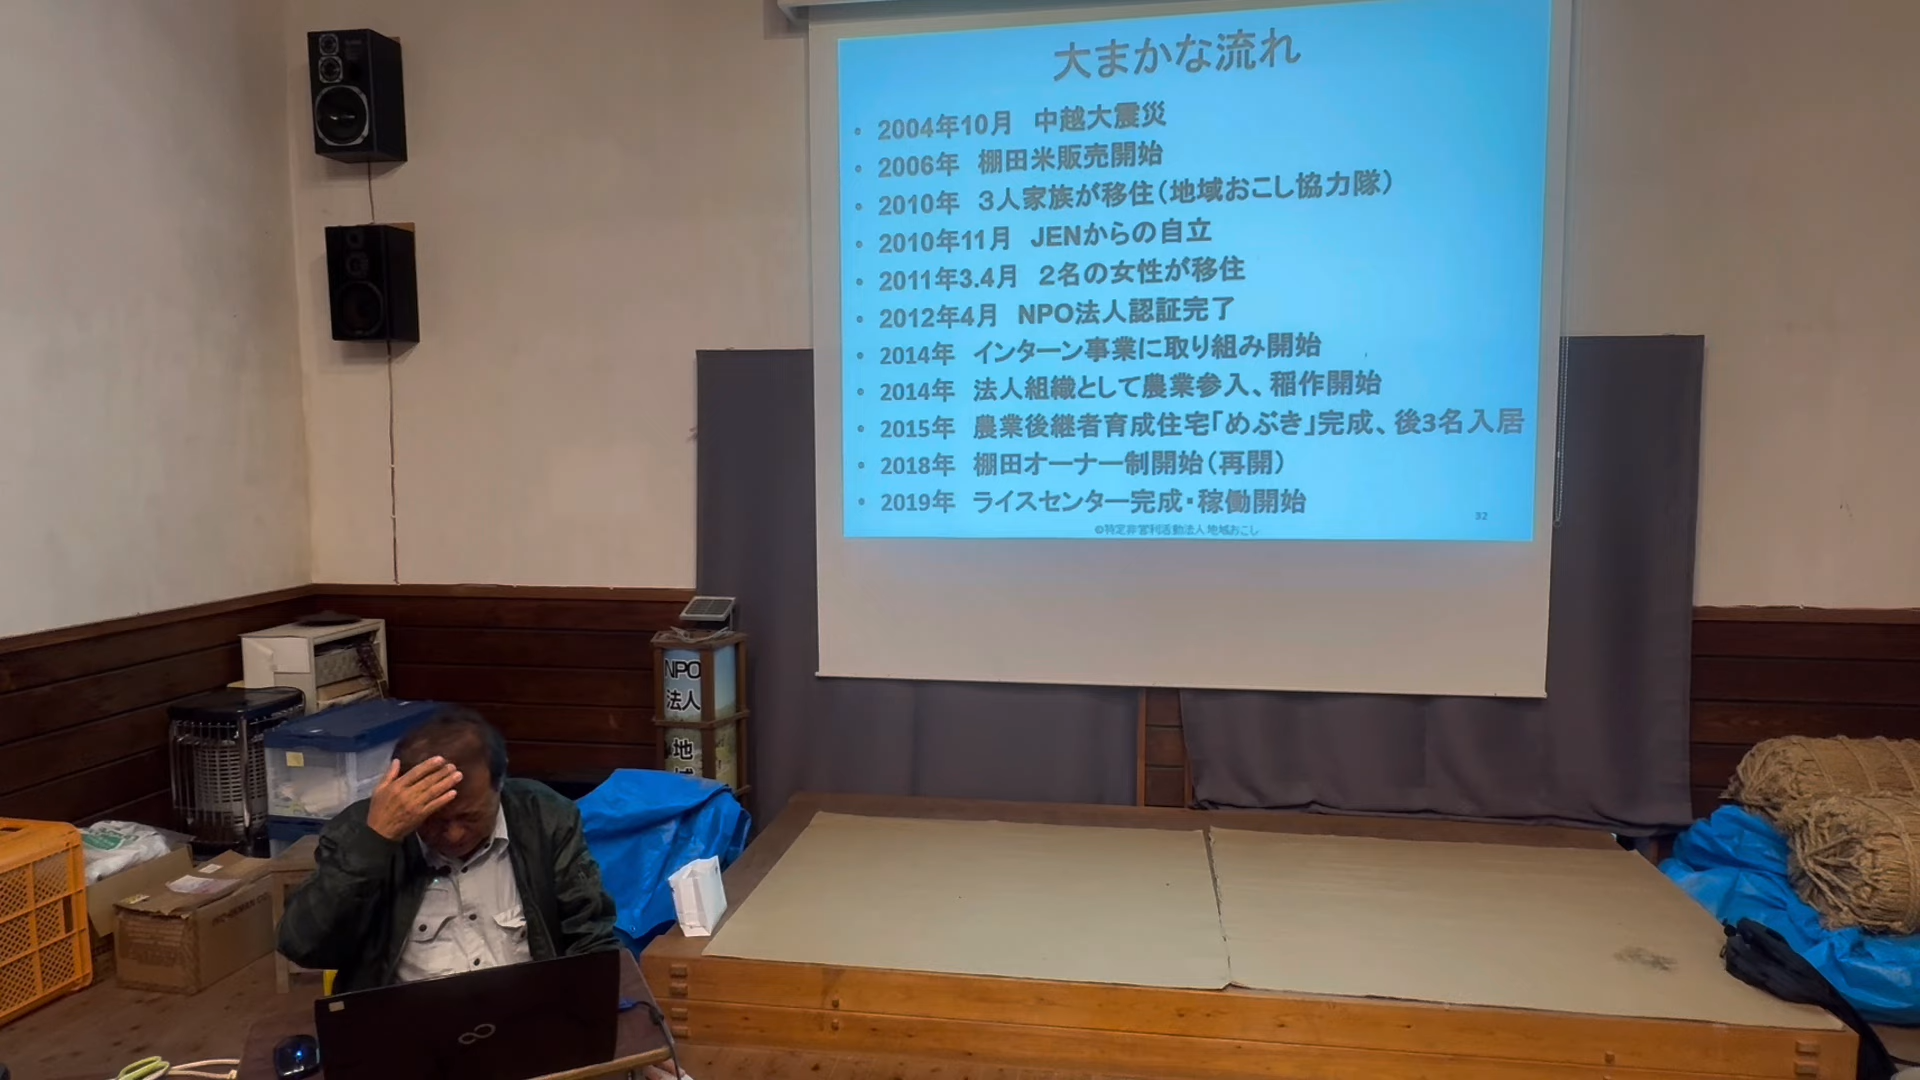 大まかな流れ
• 2004年10月 中越大震災
• 2006年 棚田米販売開始
• 2010年 3人家族が移住(地域おこし協力隊)
• 2010年11月 JENからの自立
• 2011年3.4月 2名の女性が移住
• 2012年4月 NPO法人認証完了
• 2014年 インターン事業に取り組み開始
• 2014年 法人組織として農業参入、稲作開始
• 2015年 農業後継者育成住宅「めぶき」完成、後3名入居
• 2018年 棚田オーナー制開始(再開)
• 2019年 ライスセンター完成・稼働開始
©特定非営利活動法人地域おこし
32
NPO
法人
地
域